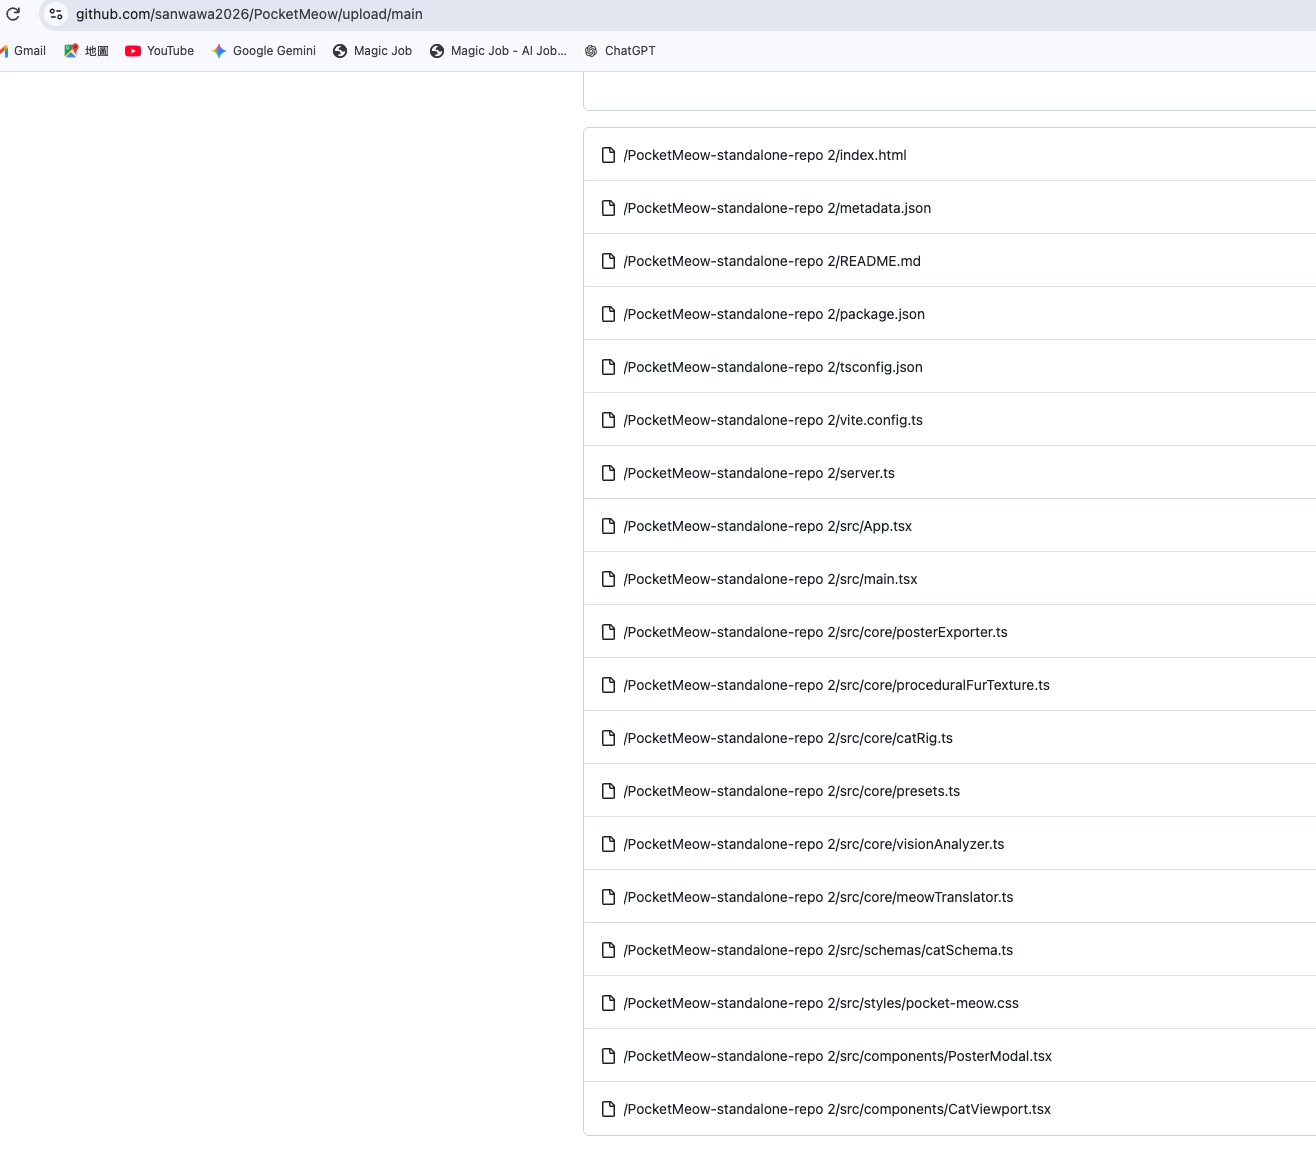 github.com/sanwawa2026/PocketMeow/upload/main
Gmail 地圖 YouTube Google Gemini Magic Job Magic Job - AI Job... ChatGPT
/PocketMeow-standalone-repo 2/index.html
/PocketMeow-standalone-repo 2/metadata.json
/PocketMeow-standalone-repo 2/README.md
/PocketMeow-standalone-repo 2/package.json
/PocketMeow-standalone-repo 2/tsconfig.json
/PocketMeow-standalone-repo 2/vite.config.ts
/PocketMeow-standalone-repo 2/server.ts
/PocketMeow-standalone-repo 2/src/App.tsx
/PocketMeow-standalone-repo 2/src/main.tsx
/PocketMeow-standalone-repo 2/src/core/posterExporter.ts
/PocketMeow-standalone-repo 2/src/core/proceduralFurTexture.ts
/PocketMeow-standalone-repo 2/src/core/catRig.ts
/PocketMeow-standalone-repo 2/src/core/presets.ts
/PocketMeow-standalone-repo 2/src/core/visionAnalyzer.ts
/PocketMeow-standalone-repo 2/src/core/meowTranslator.ts
/PocketMeow-standalone-repo 2/src/schemas/catSchema.ts
/PocketMeow-standalone-repo 2/src/styles/pocket-meow.css
/PocketMeow-standalone-repo 2/src/components/PosterModal.tsx
/PocketMeow-standalone-repo 2/src/components/CatViewport.tsx